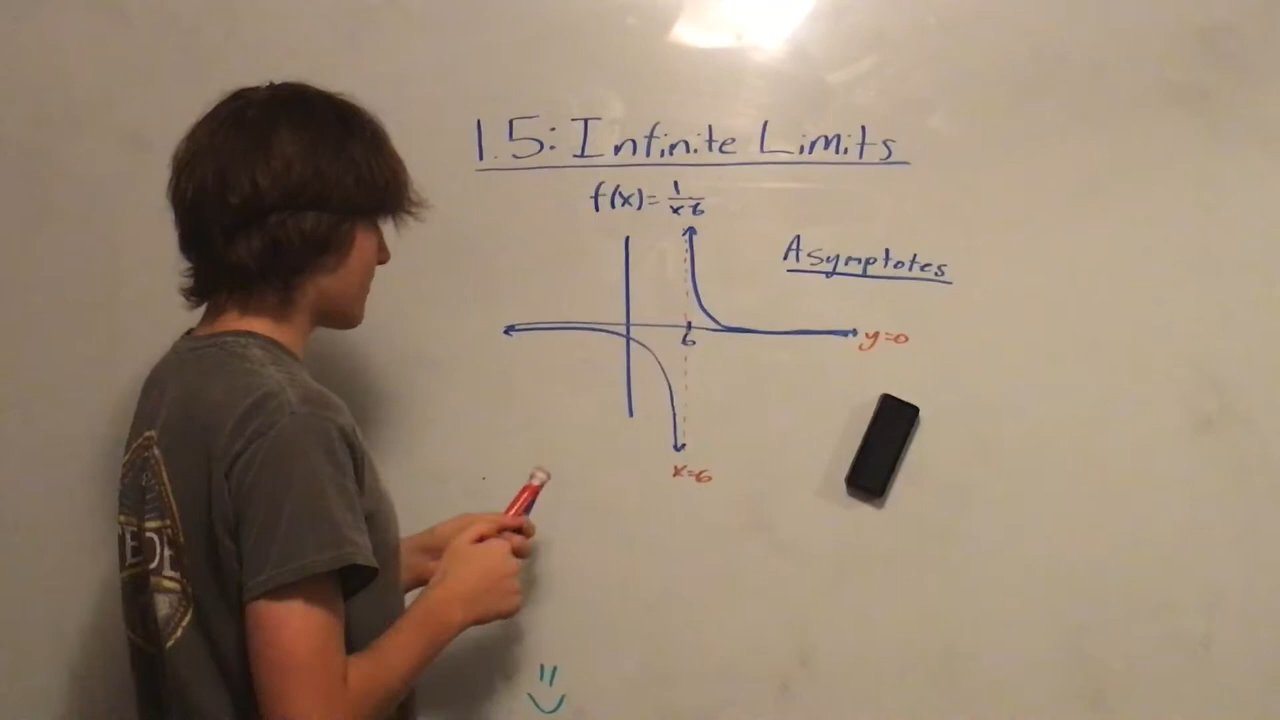 1.5: Infinite Limits
f(x)= 1/x-6
Asymptotes
6
y=0
x=6